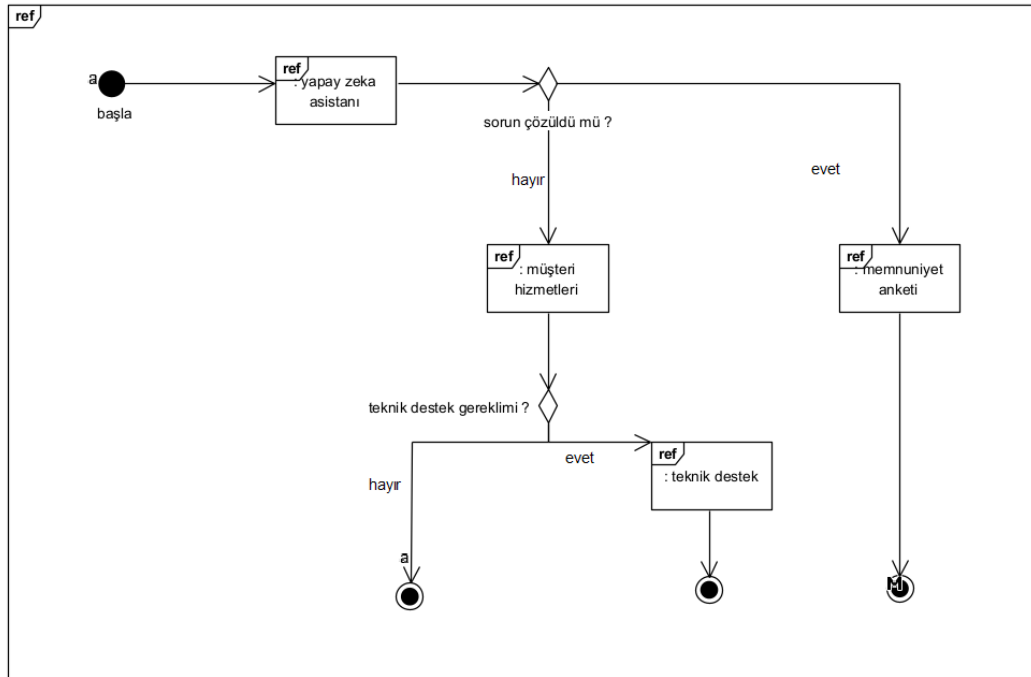 ref
a
başla
ref
: yapay zeka
asistanı
sorun çözüldü mü ?
hayır
evet
ref
: müşteri
hizmetleri
ref
: memnuniyet
anketi
teknik destek gereklimi ?
evet
hayır
ref
: teknik destek
a
M